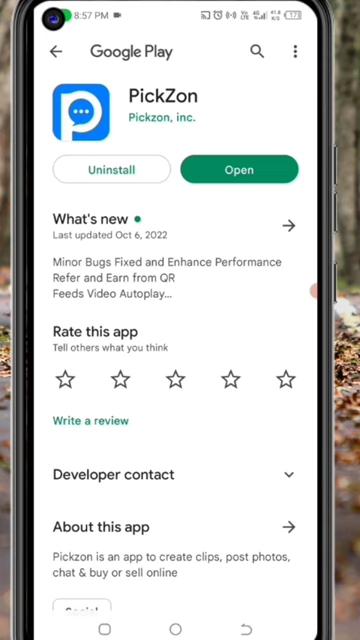 8:57 PM
Google Play
PickZon
Pickzon, inc.
Uninstall
Open
What's new
Last updated Oct 6, 2022
Minor Bugs Fixed and Enhance Performance
Refer and Earn from QR
Feeds Video Autoplay...
Rate this app
Tell others what you think
Write a review
Developer contact
About this app
Pickzon is an app to create clips, post photos,
chat & buy or sell online
Social